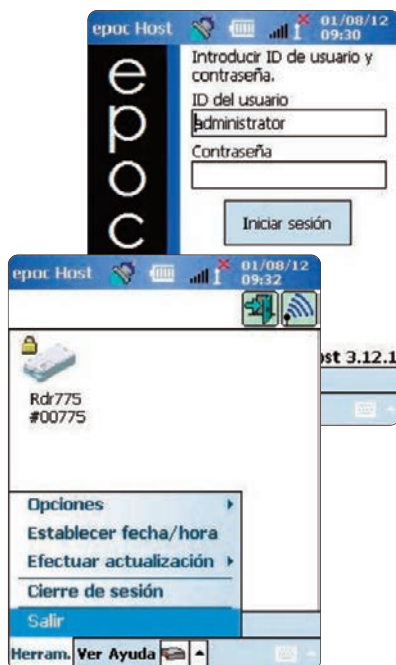 epoc Host 01/08/12
09:30
epoc
Introducir ID de usuario y
contraseña.
ID del usuario
administrator
Contraseña
Iniciar sesión
ost 3.12.1
epoc Host 01/08/12
09:32
Rdr775
#00775
Opciones
Establecer fecha/hora
Efectuar actualización
Cierre de sesión
Salir
Herram. Ver Ayuda